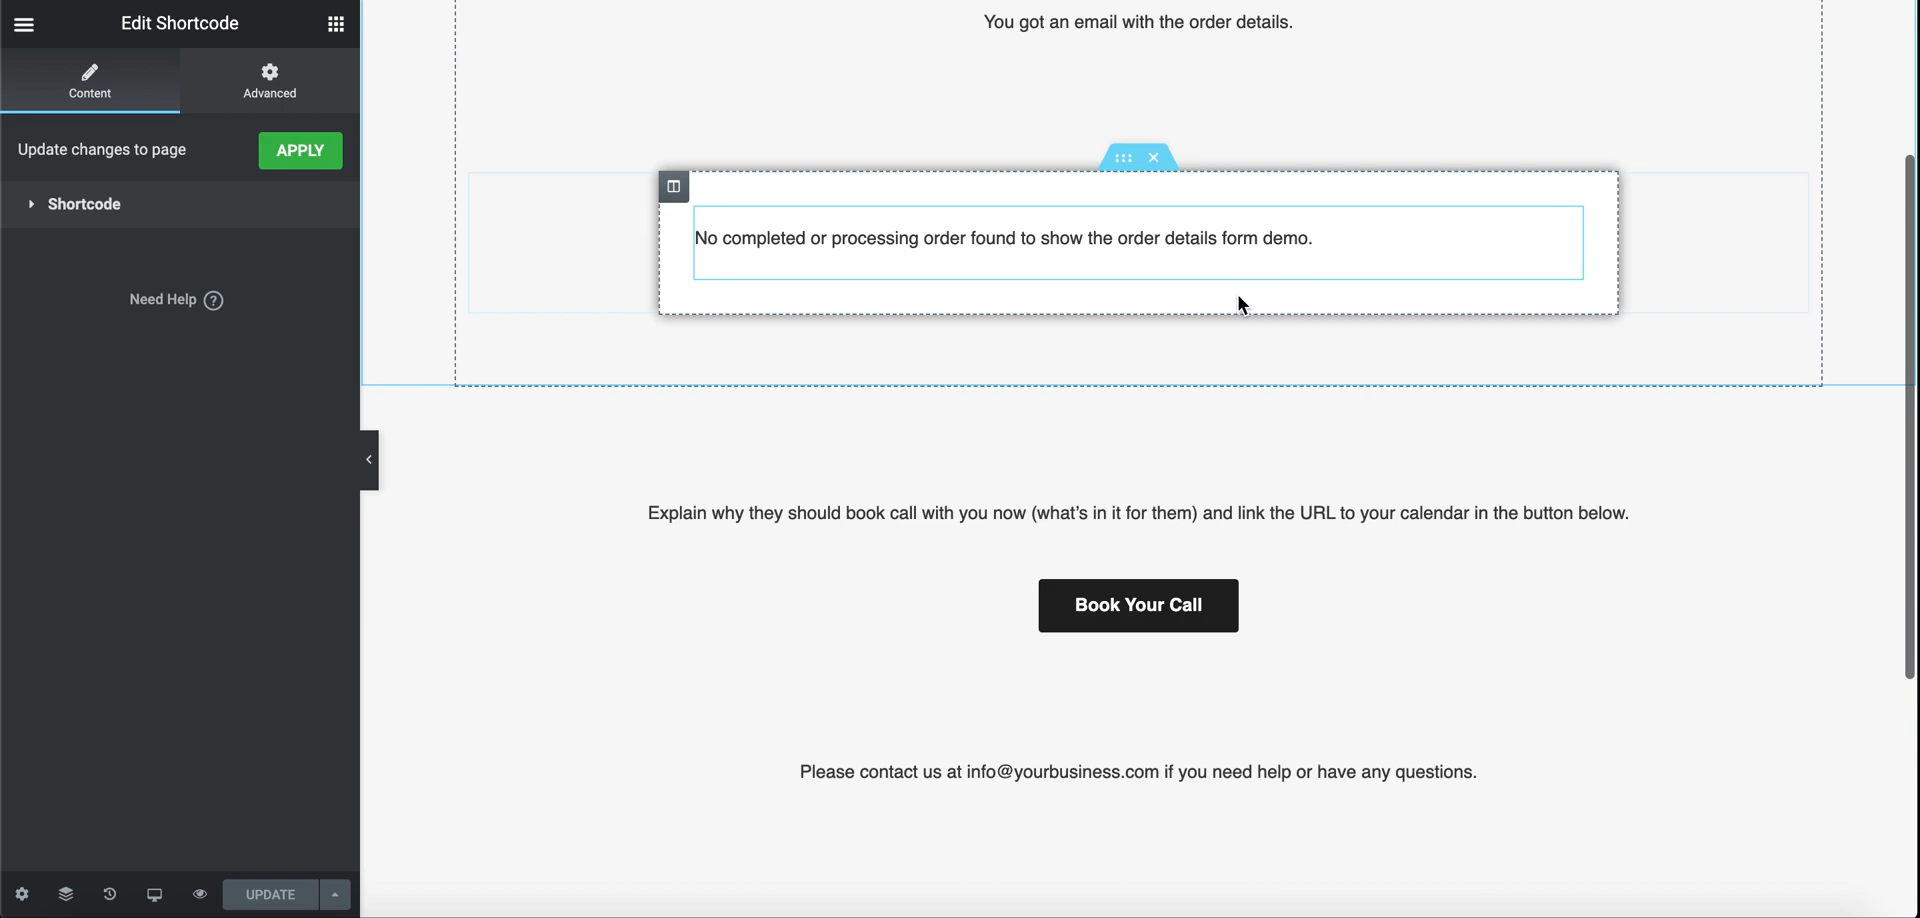 Edit Shortcode
Content
Advanced
Update changes to page
APPLY
Shortcode
Need Help ?
UPDATE
You got an email with the order details.
No completed or processing order found to show the order details form demo.
Explain why they should book call with you now (what's in it for them) and link the URL to your calendar in the button below.
Book Your Call
Please contact us at info@yourbusiness.com if you need help or have any questions.